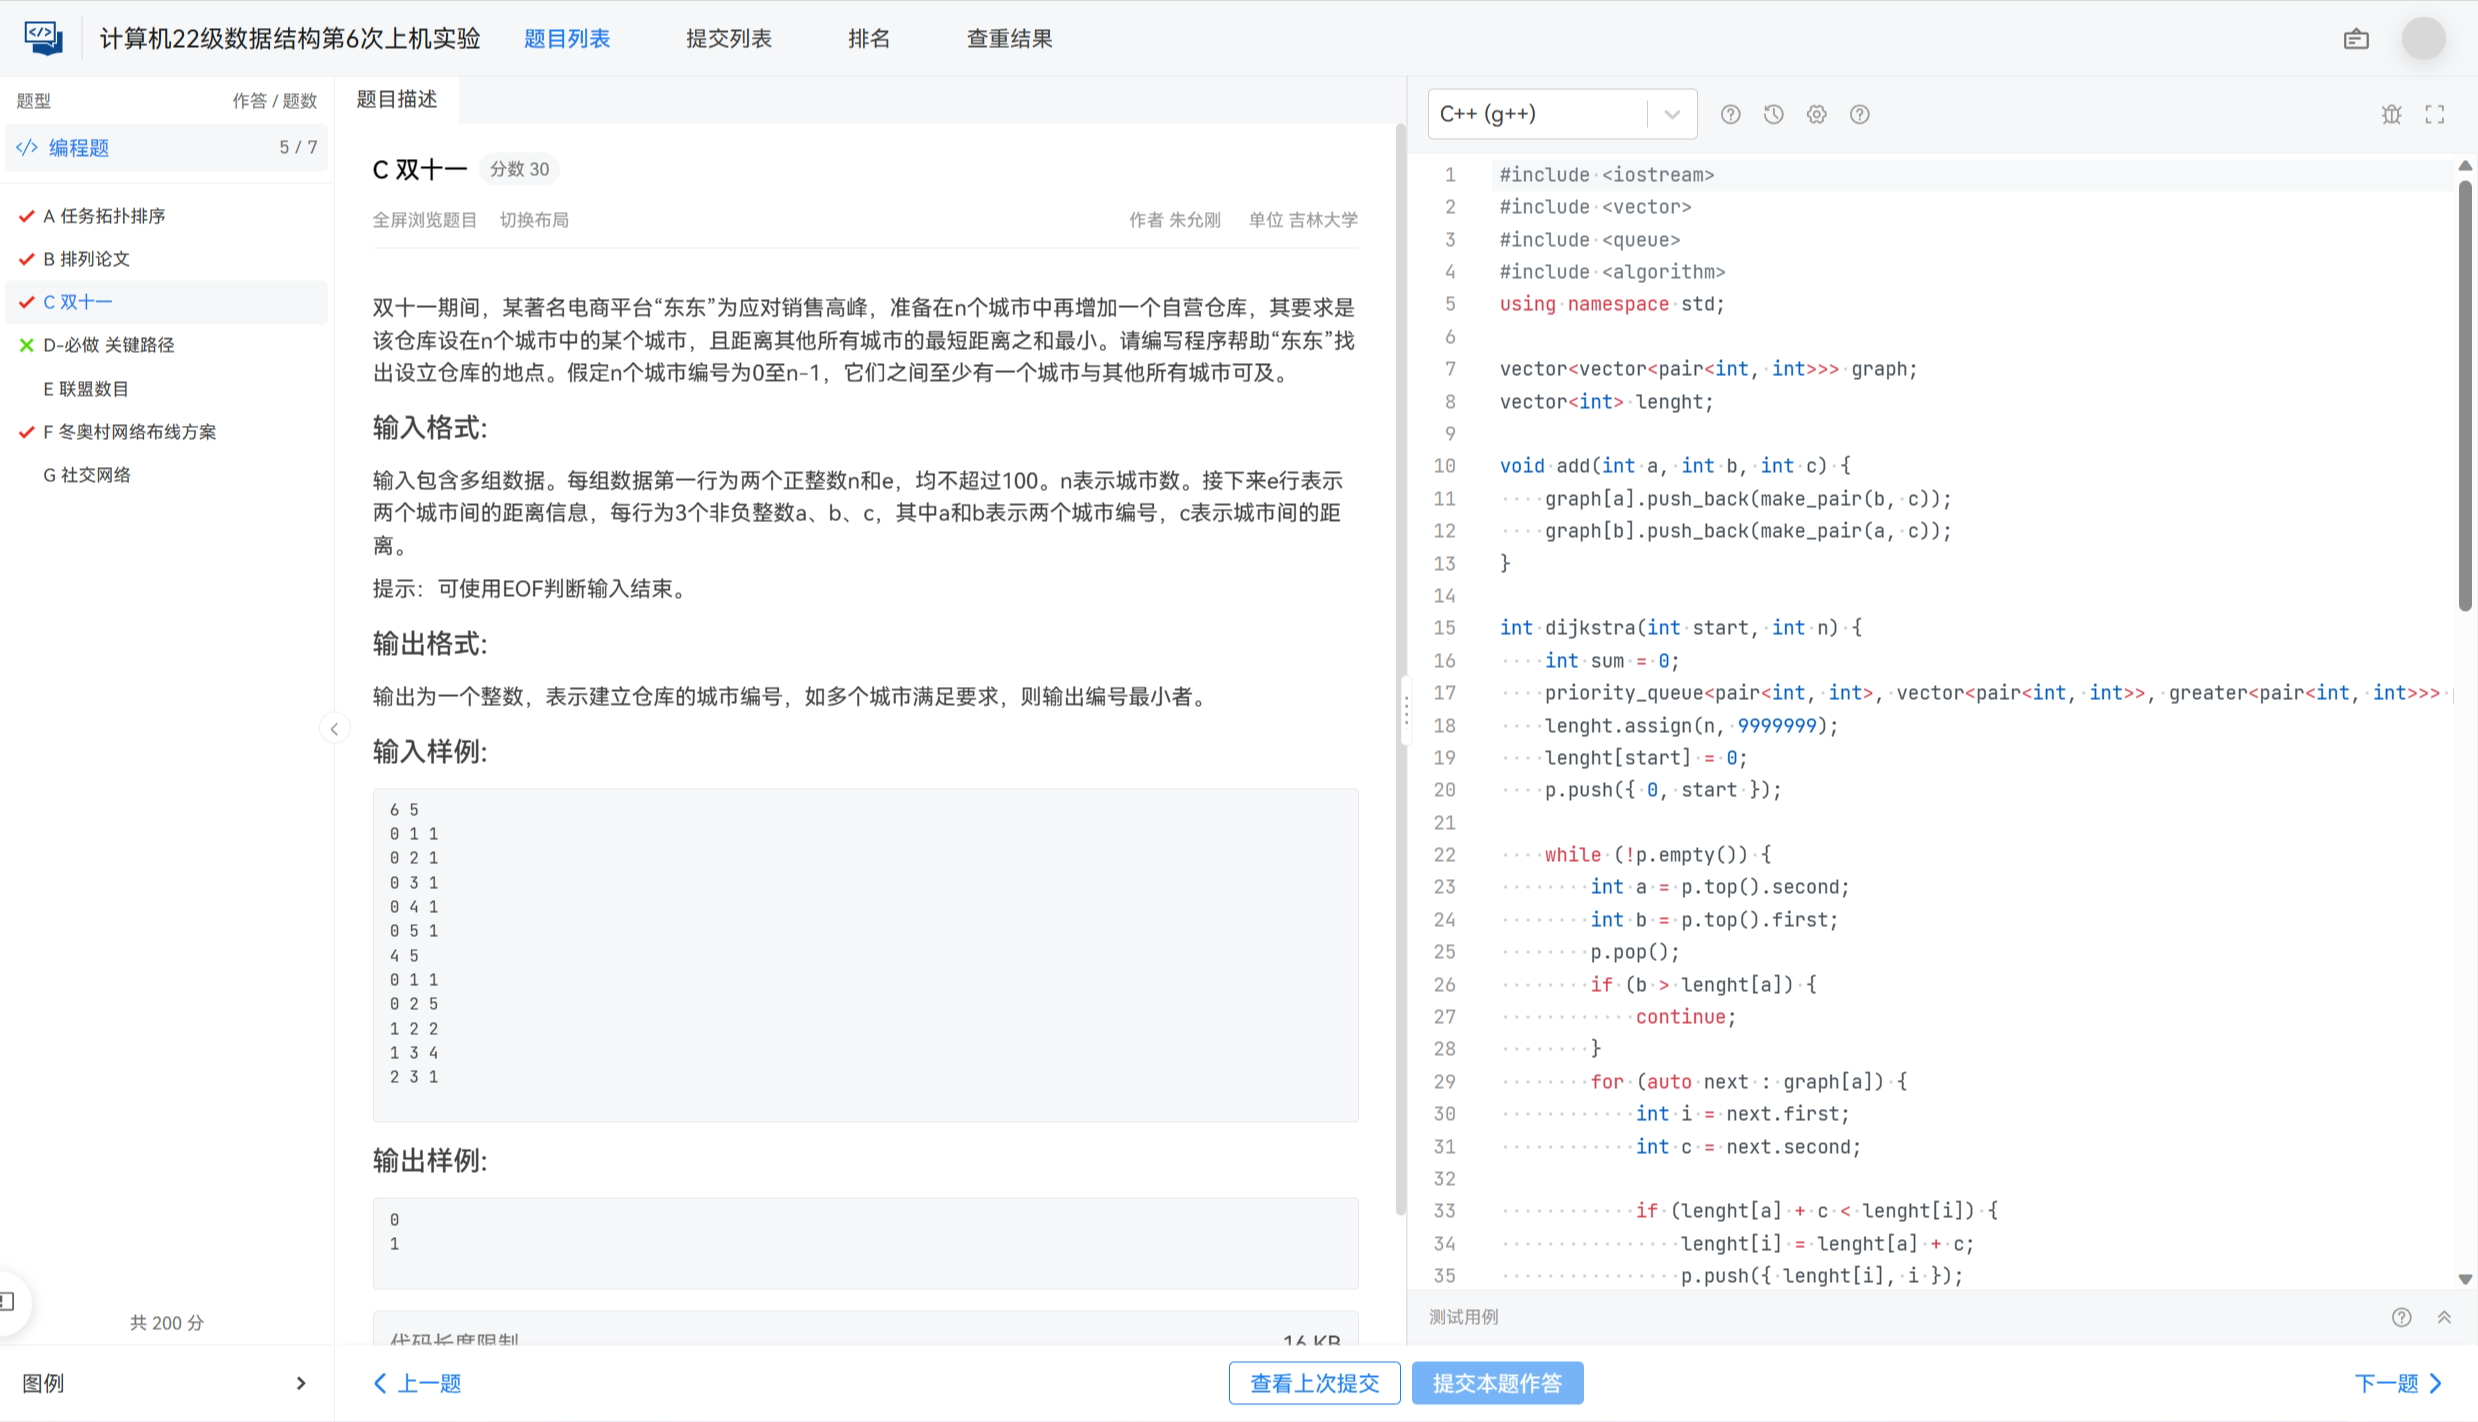 计算机22级数据结构第6次上机实验
题目列表
提交列表
排名
查重结果
题型
作答 / 题数
</> 编程题
5 / 7
A 任务拓扑排序
B 排列论文
C 双十一
D-必做 关键路径
E 联盟数目
F 冬奥村网络布线方案
G 社交网络
共 200 分
图例
题目描述
C 双十一
分数 30
全屏浏览题目
切换布局
作者 朱允刚
单位 吉林大学
双十一期间，某著名电商平台“东东”为应对销售高峰，准备在n个城市中再增加一个自营仓库，其要求是
该仓库设在n个城市中的某个城市，且距离其他所有城市的最短距离之和最小。请编写程序帮助“东东”找
出设立仓库的地点。假定n个城市编号为0至n-1，它们之间至少有一个城市与其他所有城市可及。
输入格式:
输入包含多组数据。每组数据第一行为两个正整数n和e，均不超过100。n表示城市数。接下来e行表示
两个城市间的距离信息，每行为3个非负整数a、b、c，其中a和b表示两个城市编号，c表示城市间的距
离。
提示：可使用EOF判断输入结束。
输出格式:
输出为一个整数，表示建立仓库的城市编号，如多个城市满足要求，则输出编号最小者。
输入样例:
6 5
0 1 1
0 2 1
0 3 1
0 4 1
0 5 1
4 5
0 1 1
0 2 5
1 2 2
1 3 4
2 3 1
输出样例:
0
1
代码长度限制
16 KB
上一题
查看上次提交
提交本题作答
下一题
C++ (g++)
1 #include <iostream>
2 #include <vector>
3 #include <queue>
4 #include <algorithm>
5 using namespace std;
6
7 vector<vector<pair<int, int>>> graph;
8 vector<int> lenght;
9
10 void add(int a, int b, int c) {
11     graph[a].push_back(make_pair(b, c));
12     graph[b].push_back(make_pair(a, c));
13 }
14
15 int dijkstra(int start, int n) {
16     int sum = 0;
17     priority_queue<pair<int, int>, vector<pair<int, int>>, greater<pair<int, int>>>
18     lenght.assign(n, 9999999);
19     lenght[start] = 0;
20     p.push({ 0, start });
21
22     while (!p.empty()) {
23         int a = p.top().second;
24         int b = p.top().first;
25         p.pop();
26         if (b > lenght[a]) {
27             continue;
28         }
29         for (auto next : graph[a]) {
30             int i = next.first;
31             int c = next.second;
32
33             if (lenght[a] + c < lenght[i]) {
34                 lenght[i] = lenght[a] + c;
35                 p.push({ lenght[i], i });
测试用例